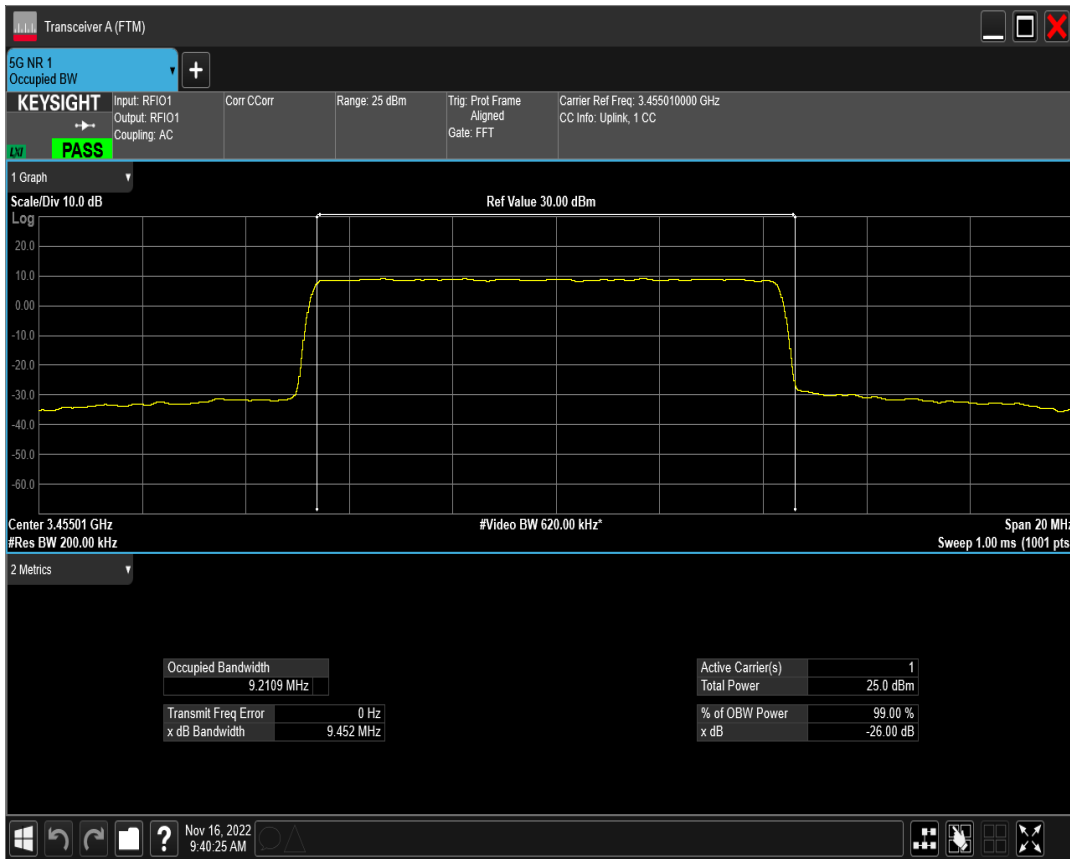 Transceiver A (FTM)
5G NR 1
Occupied BW
+
KEYSIGHT
LXI
PASS
Input: RFIO1
Output: RFIO1
Coupling: AC
Corr CCorr
Range: 25 dBm
Trig: Prot Frame
Aligned
Gate: FFT
Carrier Ref Freq: 3.455010000 GHz
CC Info: Uplink, 1 CC
1 Graph
Scale/Div 10.0 dB
Ref Value 30.00 dBm
Log
20.0
10.0
0.00
-10.0
-20.0
-30.0
-40.0
-50.0
-60.0
Center 3.45501 GHz
#Video BW 620.00 kHz*
Span 20 MHz
#Res BW 200.00 kHz
Sweep 1.00 ms (1001 pts
2 Metrics
Occupied Bandwidth
9.2109 MHz
Transmit Freq Error 0 Hz
x dB Bandwidth 9.452 MHz
Active Carrier(s) 1
Total Power 25.0 dBm
% of OBW Power 99.00 %
x dB -26.00 dB
?
Nov 16, 2022
9:40:25 AM